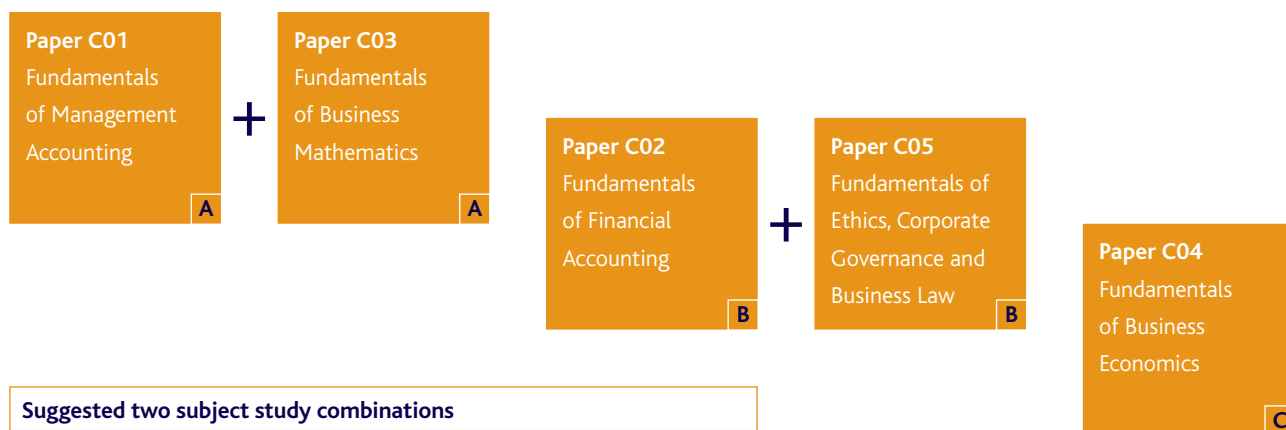 Paper C01
Fundamentals
of Management
Accounting
A
+
Paper C03
Fundamentals
of Business
Mathematics
A
Paper C02
Fundamentals
of Financial
Accounting
B
+
Paper C05
Fundamentals of
Ethics, Corporate
Governance and
Business Law
B
Paper C04
Fundamentals
of Business
Economics
C
Suggested two subject study combinations